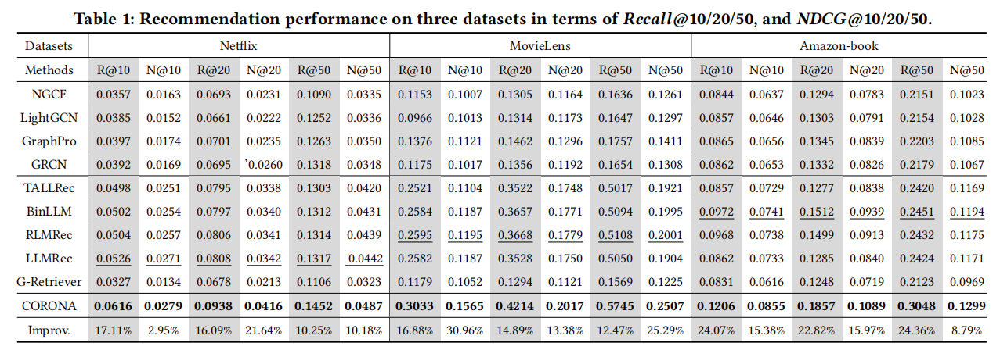 Table 1: Recommendation performance on three datasets in terms of Recall@10/20/50, and NDCG@10/20/50.
Datasets Netflix MovieLens Amazon-book
Methods R@10 N@10 R@20 N@20 R@50 N@50 R@10 N@10 R@20 N@20 R@50 N@50 R@10 N@10 R@20 N@20 R@50 N@50
NGCF 0.0357 0.0163 0.0693 0.0231 0.1090 0.0335 0.1153 0.1007 0.1305 0.1164 0.1636 0.1261 0.0844 0.0637 0.1294 0.0783 0.2151 0.1023
LightGCN 0.0385 0.0152 0.0661 0.0222 0.1252 0.0336 0.0966 0.1013 0.1314 0.1173 0.1647 0.1297 0.0857 0.0646 0.1303 0.0791 0.2154 0.1028
GraphPro 0.0397 0.0174 0.0701 0.0235 0.1263 0.0350 0.1376 0.1121 0.1462 0.1296 0.1757 0.1411 0.0865 0.0656 0.1345 0.0839 0.2203 0.1085
GRCN 0.0392 0.0169 0.0695 ’0.0260 0.1318 0.0348 0.1175 0.1017 0.1356 0.1192 0.1654 0.1308 0.0862 0.0653 0.1332 0.0826 0.2179 0.1067
TALLRec 0.0498 0.0251 0.0795 0.0338 0.1303 0.0420 0.2521 0.1104 0.3522 0.1748 0.5017 0.1921 0.0857 0.0729 0.1277 0.0838 0.2420 0.1169
BinLLM 0.0502 0.0254 0.0797 0.0340 0.1312 0.0431 0.2584 0.1187 0.3657 0.1771 0.5094 0.1995 0.0972 0.0741 0.1512 0.0939 0.2451 0.1194
RLMRec 0.0504 0.0257 0.0806 0.0341 0.1314 0.0439 0.2595 0.1195 0.3668 0.1779 0.5108 0.2001 0.0968 0.0738 0.1499 0.0913 0.2432 0.1175
LLMRec 0.0526 0.0271 0.0808 0.0342 0.1317 0.0442 0.2582 0.1187 0.3528 0.1750 0.5050 0.1904 0.0862 0.0733 0.1285 0.0840 0.2424 0.1171
G-Retriever 0.0327 0.0134 0.0678 0.0213 0.1106 0.0323 0.1179 0.1052 0.1294 0.1121 0.1569 0.1225 0.0831 0.0616 0.1248 0.0719 0.2123 0.0969
CORONA 0.0616 0.0279 0.0938 0.0416 0.1452 0.0487 0.3033 0.1565 0.4214 0.2017 0.5745 0.2507 0.1206 0.0855 0.1857 0.1089 0.3048 0.1299
Improv. 17.11% 2.95% 16.09% 21.64% 10.25% 10.18% 16.88% 30.96% 14.89% 13.38% 12.47% 25.29% 24.07% 15.38% 22.82% 15.97% 24.36% 8.79%